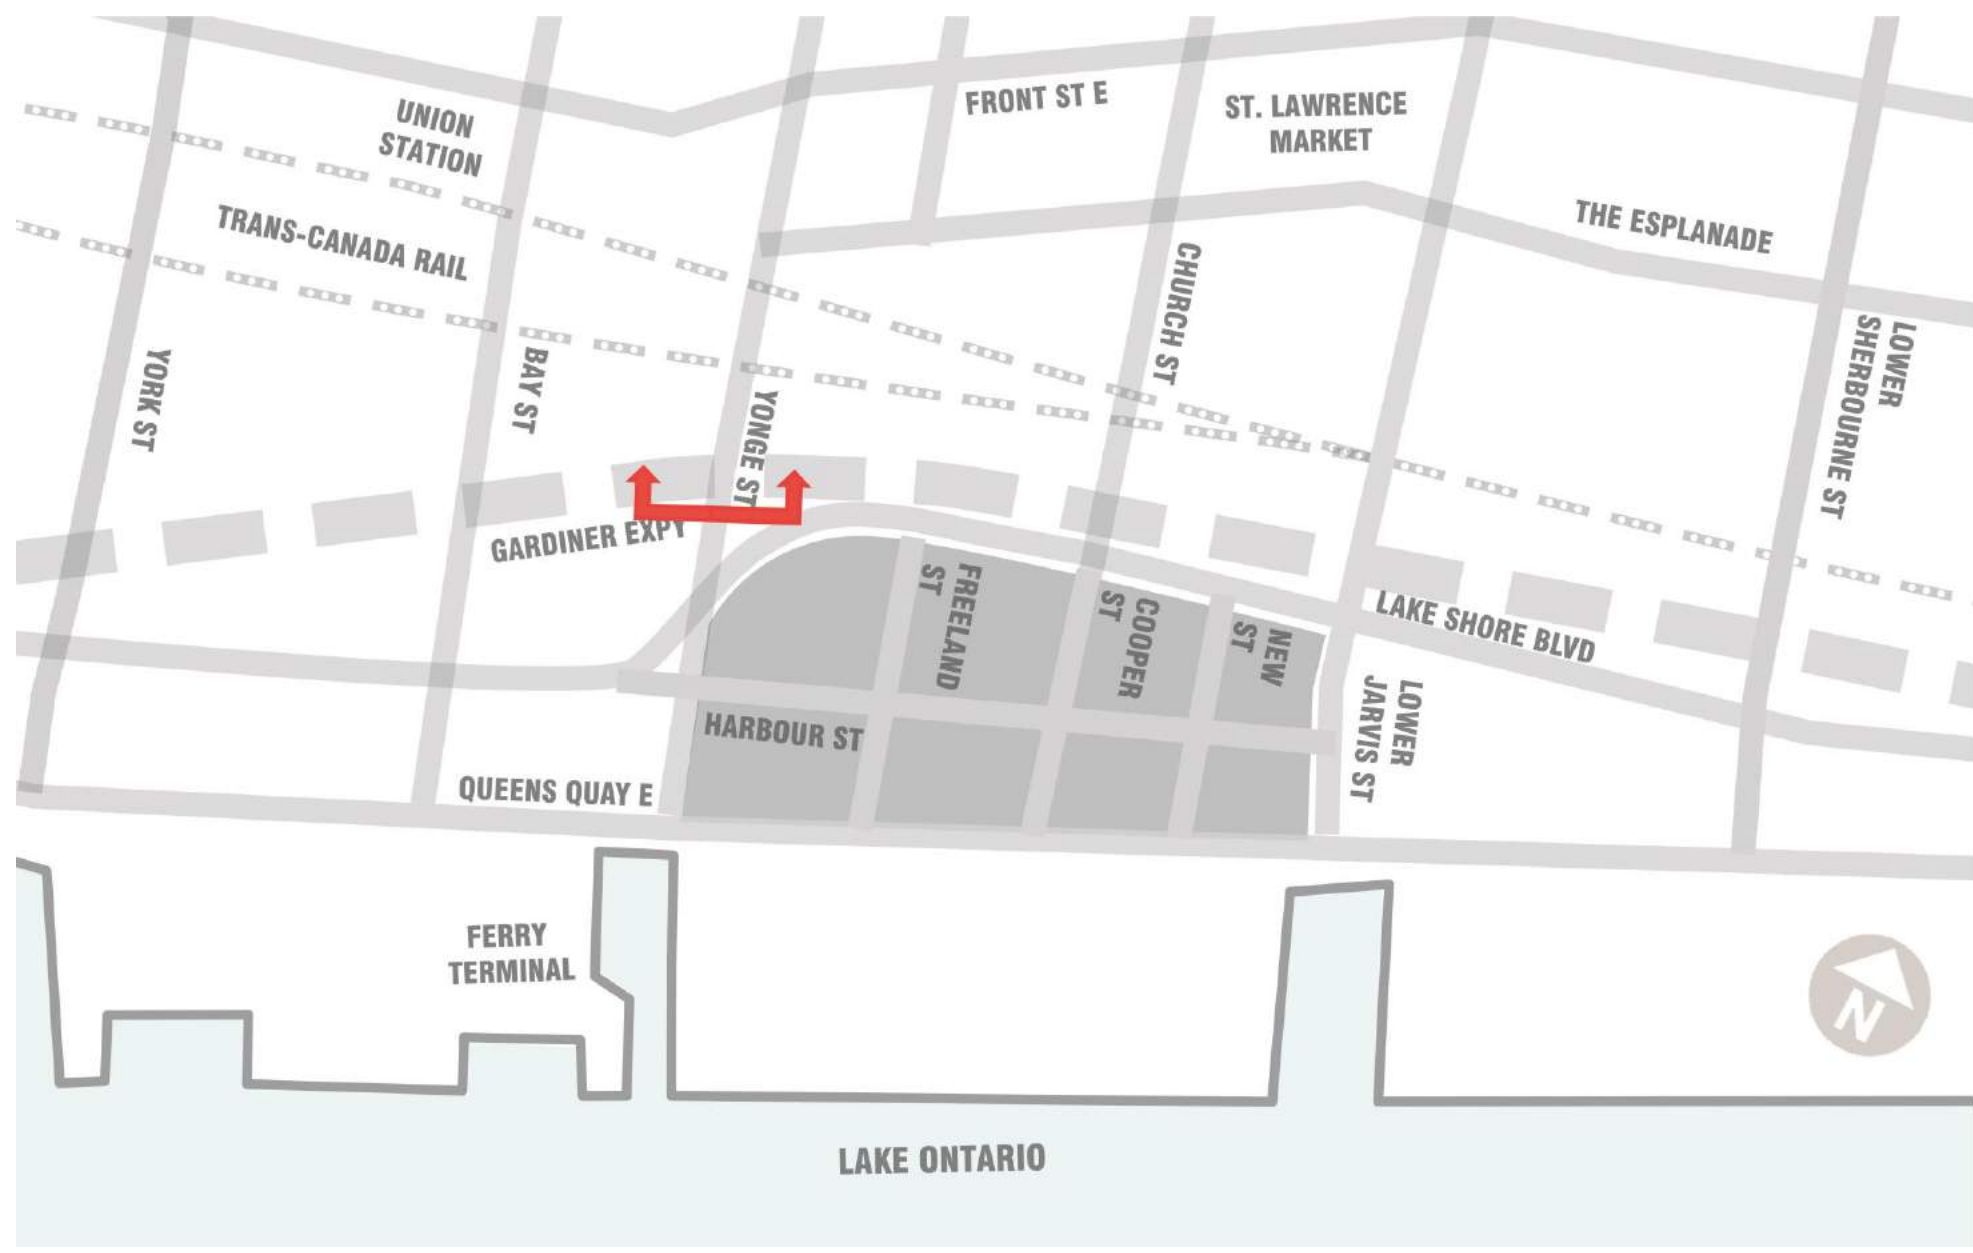 FRONT ST E
UNION
STATION
ST. LAWRENCE
MARKET
TRANS-CANADA RAIL
THE ESPLANADE
CHURCH ST
LOWER
SHERBOURNE ST
YORK ST
BAY ST
YONGE ST
GARDINER EXPY
FREELAND
ST
COOPER
ST
NEW
ST
LAKE SHORE BLVD
LOWER
JARVIS ST
HARBOUR ST
QUEENS QUAY E
FERRY
TERMINAL
N
LAKE ONTARIO